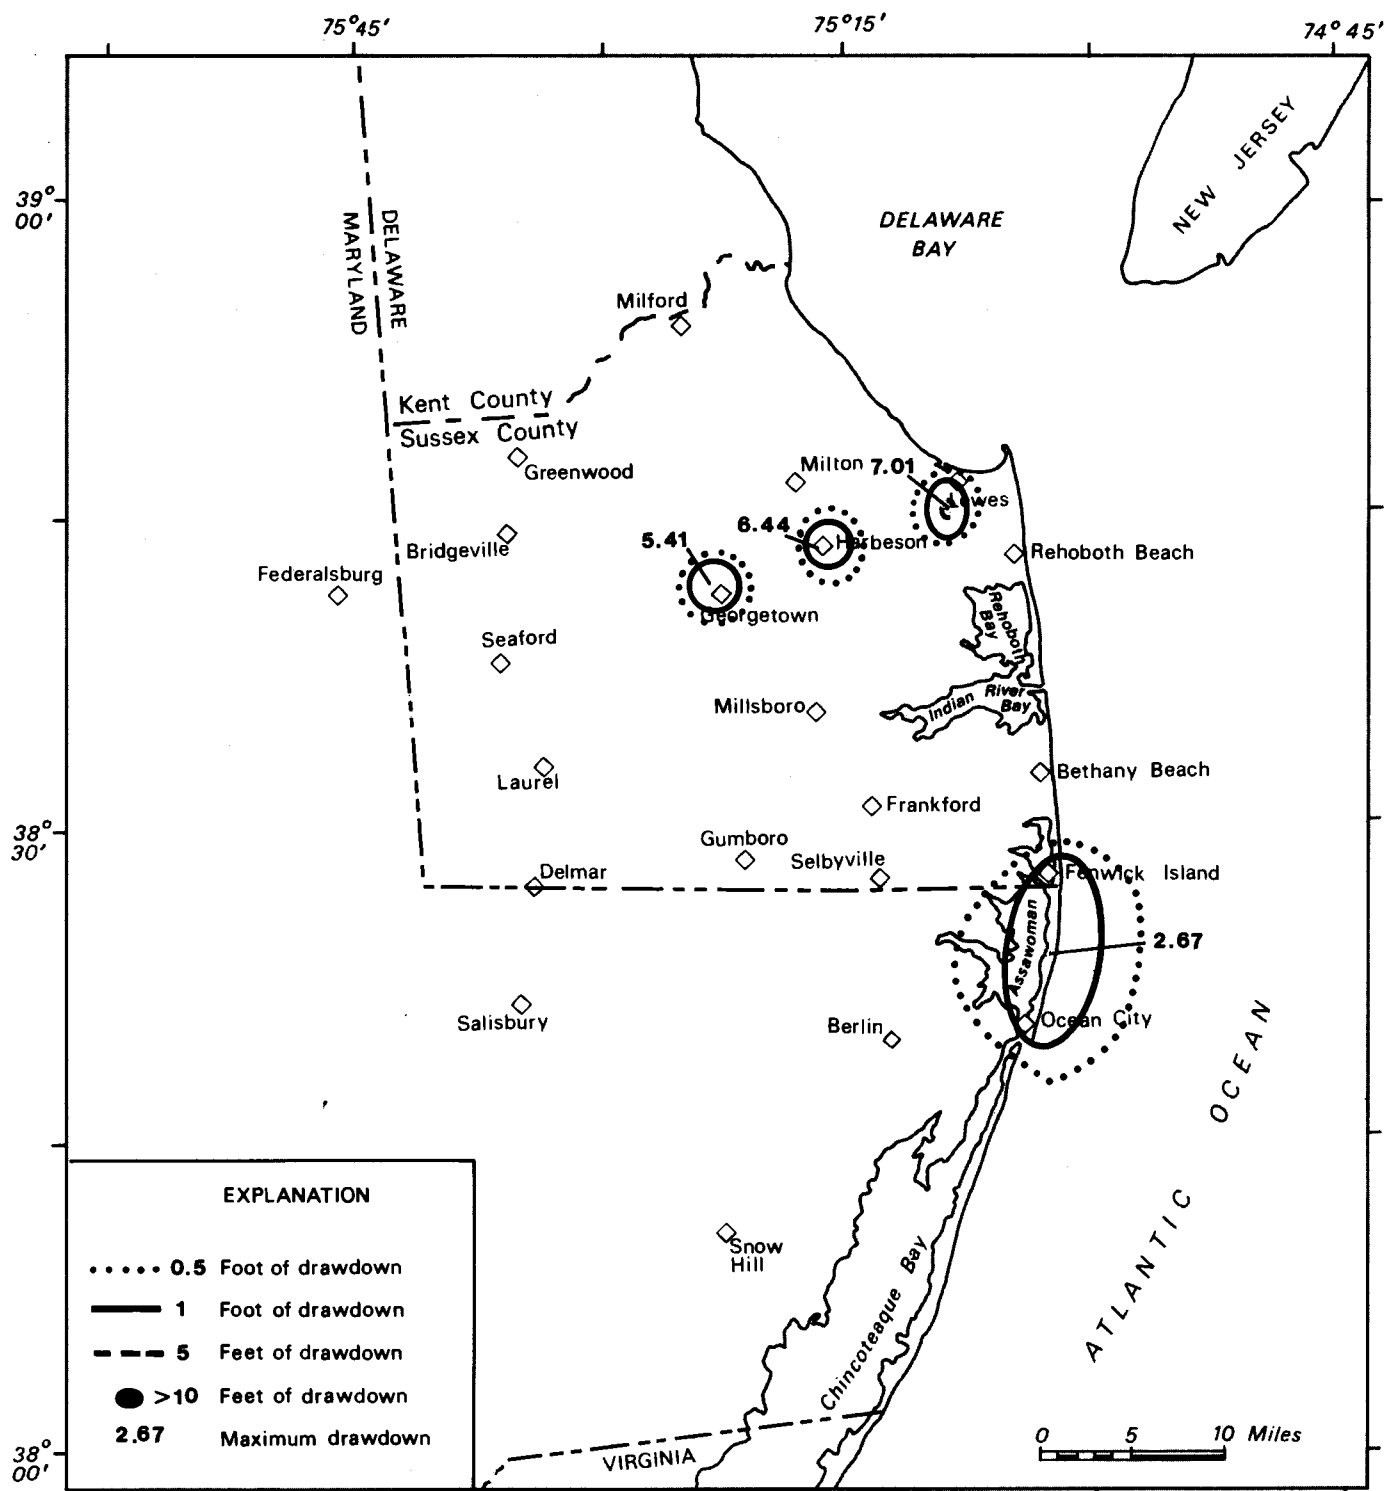 75°45'
75°15'
74°45'
39°
00'
DELAWARE
MARYLAND
DELAWARE
BAY
NEW JERSEY
Milford
Kent County
Sussex County
Greenwood
Milton
7.01
Lewes
6.44
Harbeson
5.41
Georgetown
Bridgeville
Rehoboth Beach
Federalsburg
Rehoboth
Bay
Seaford
Millsboro
Indian River
Bay
Laurel
Bethany Beach
Frankford
38°
30'
Gumboro
Selbyville
Delmar
Fenwick Island
Assawoman
2.67
Salisbury
Berlin
Ocean City
ATLANTIC OCEAN
Snow
Hill
Chincoteaque Bay
EXPLANATION
0.5 Foot of drawdown
1 Foot of drawdown
5 Feet of drawdown
>10 Feet of drawdown
2.67 Maximum drawdown
VIRGINIA
0 5 10 Miles
38°
00'